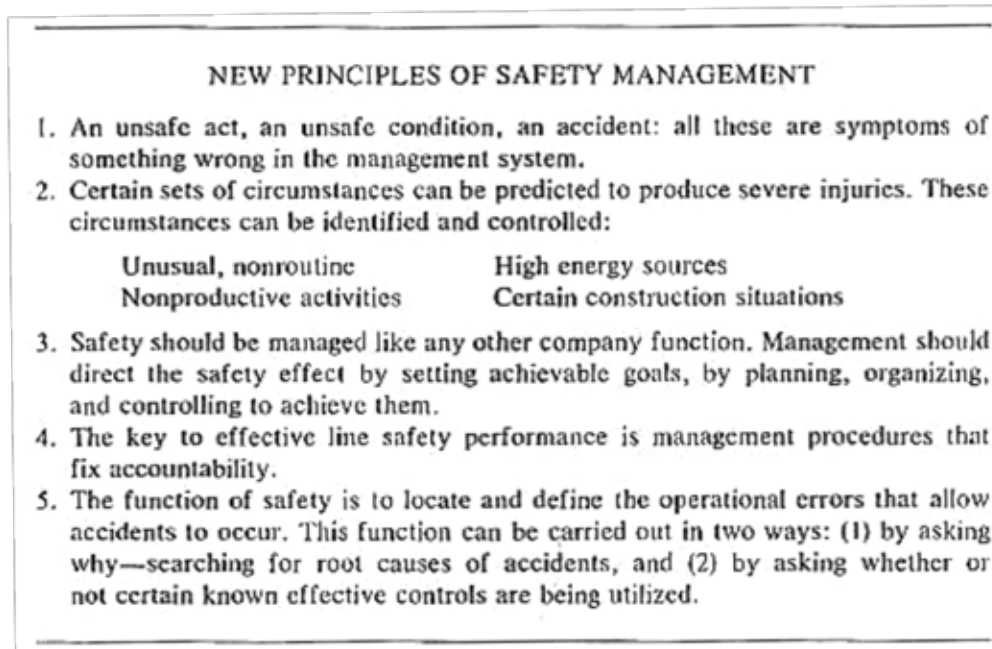 NEW PRINCIPLES OF SAFETY MANAGEMENT
1. An unsafe act, an unsafe condition, an accident: all these are symptoms of
something wrong in the management system.
2. Certain sets of circumstances can be predicted to produce severe injuries. These
circumstances can be identified and controlled:
Unusual, nonroutine High energy sources
Nonproductive activities Certain construction situations
3. Safety should be managed like any other company function. Management should
direct the safety effect by setting achievable goals, by planning, organizing,
and controlling to achieve them.
4. The key to effective line safety performance is management procedures that
fix accountability.
5. The function of safety is to locate and define the operational errors that allow
accidents to occur. This function can be carried out in two ways: (1) by asking
why—searching for root causes of accidents, and (2) by asking whether or
not certain known effective controls are being utilized.